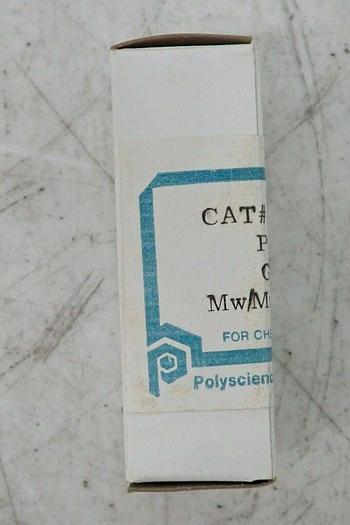 CAT#
P
C
Mw/M
FOR CH
Polyscienc